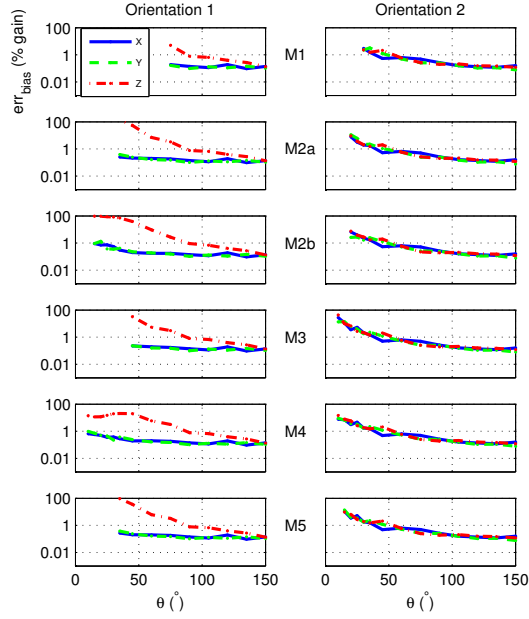 Orientation 1
Orientation 2
err_bias (% gain)
100
1
0.01
X
Y
Z
M1
100
1
0.01
M2a
100
1
0.01
M2b
100
1
0.01
M3
100
1
0.01
M4
100
1
0.01
M5
0
50
100
150
0
50
100
150
θ (°)
θ (°)